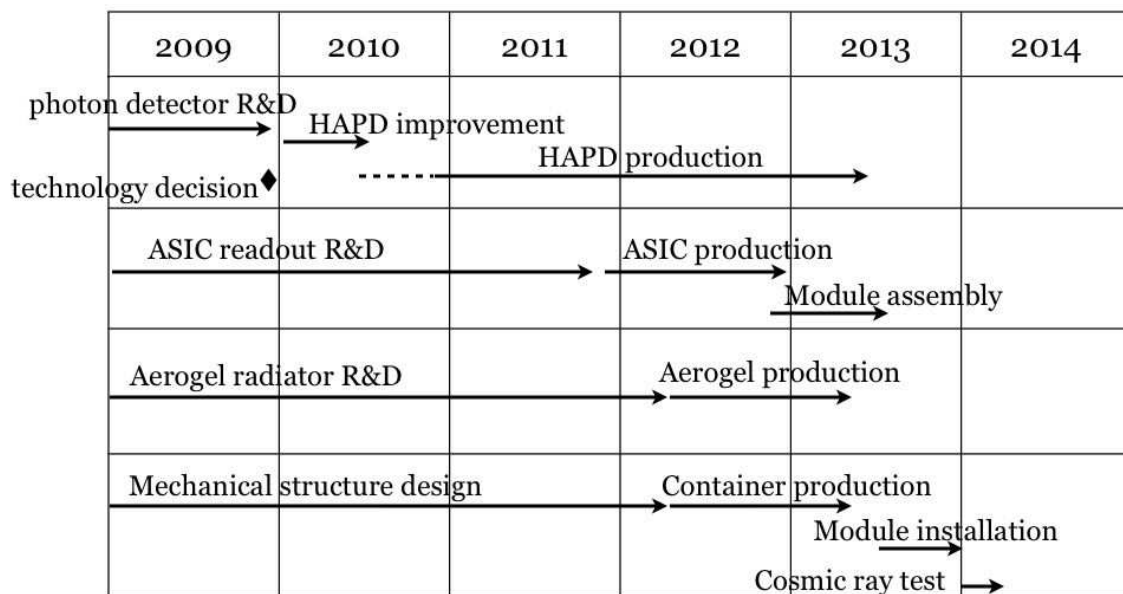 2009 2010 2011 2012 2013 2014
photon detector R&D
HAPD improvement
HAPD production
technology decision
ASIC readout R&D ASIC production
Module assembly
Aerogel radiator R&D Aerogel production
Mechanical structure design Container production
Module installation
Cosmic ray test